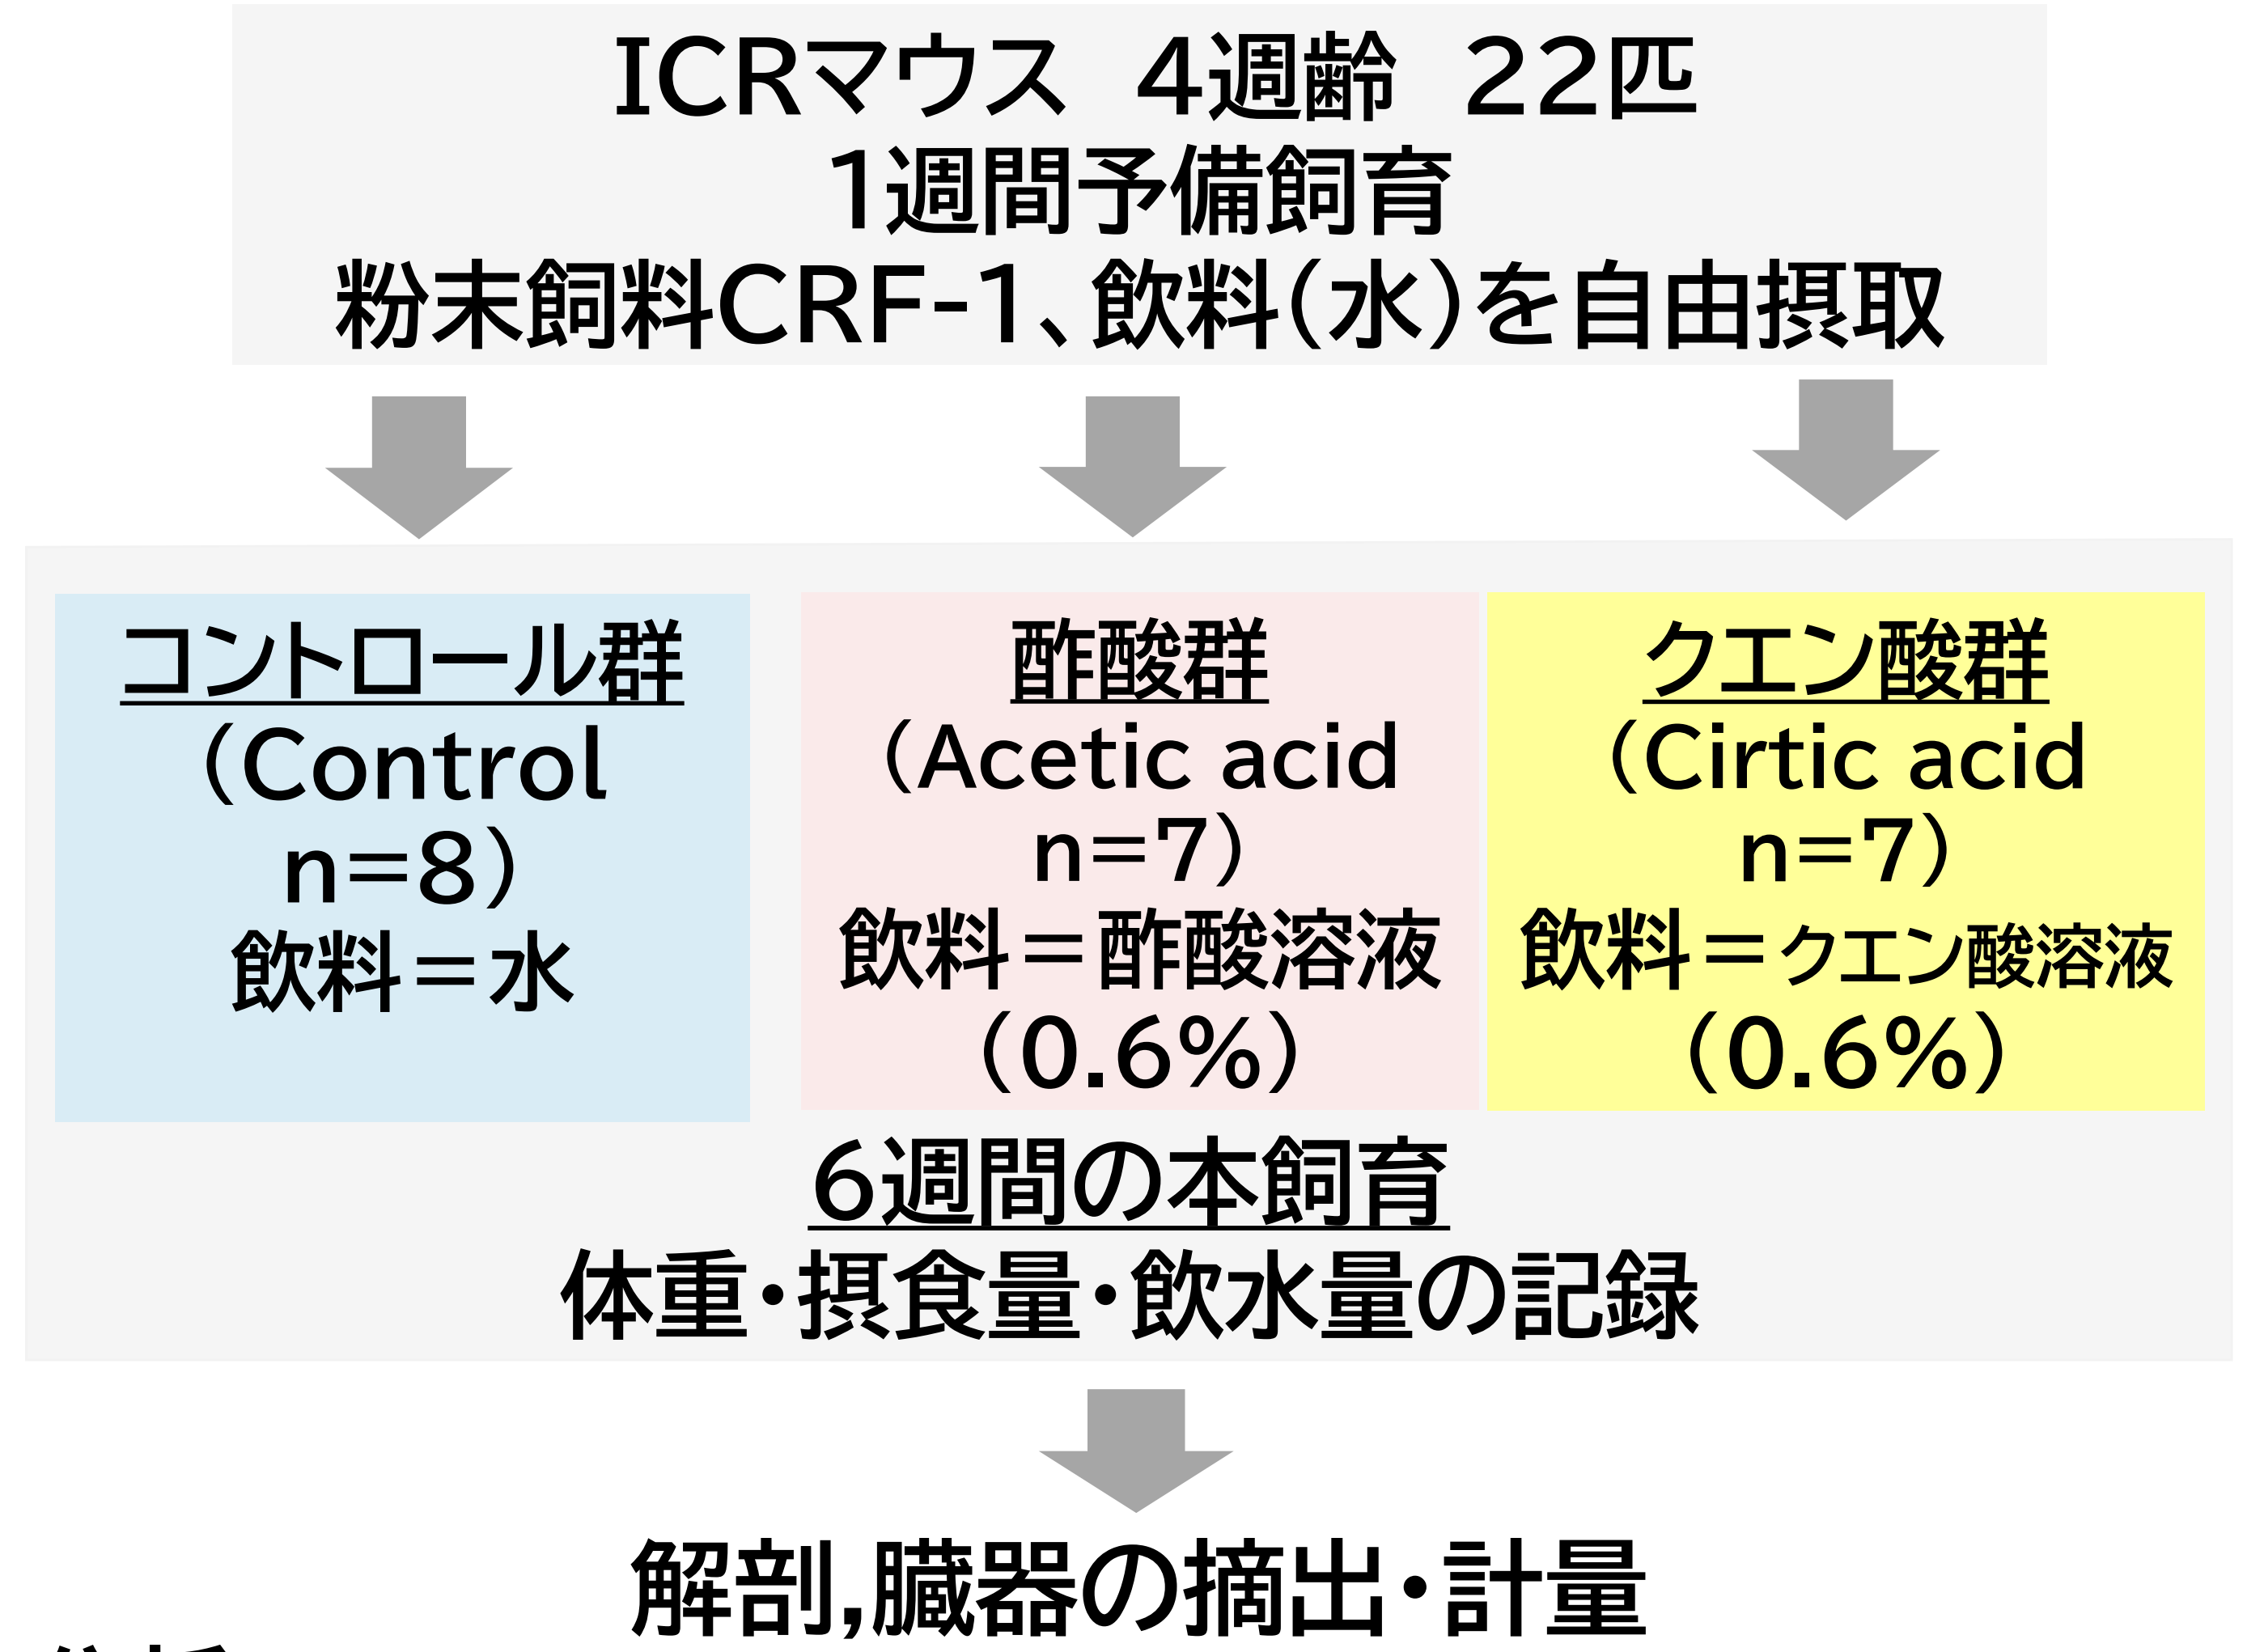 ICRマウス　4週齢　22匹
1週間予備飼育
粉末飼料CRF-1、飲料（水）を自由摂取
コントロール群
（Control
n＝8）
飲料＝水
酢酸群
（Acetic acid
n＝7）
飲料＝酢酸溶液
（0.6%）
クエン酸群
（Cirtic acid
n＝7）
飲料＝クエン酸溶液
（0.6%）
6週間の本飼育
体重・摂食量・飲水量の記録
解剖,臓器の摘出・計量